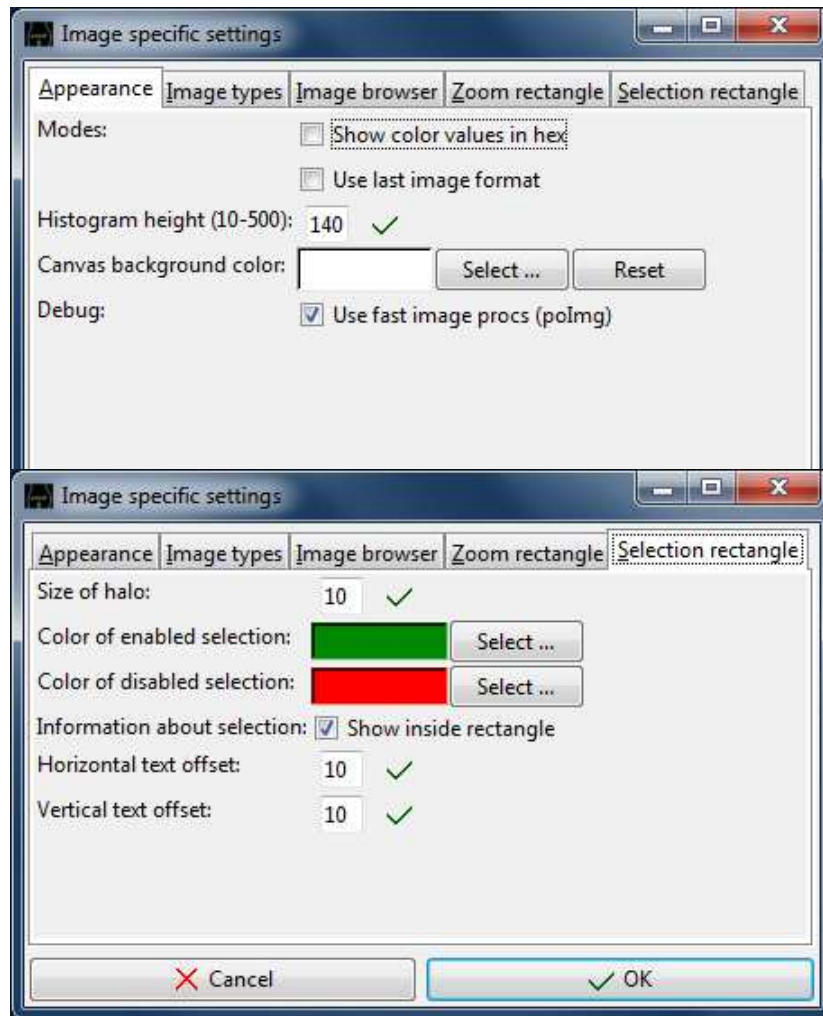 Image specific settings
Appearance Image types Image browser Zoom rectangle Selection rectangle
Modes: Show color values in hex
Use last image format
Histogram height (10-500): 140
Canvas background color: Select ... Reset
Debug: Use fast image procs (poImg)
Image specific settings
Appearance Image types Image browser Zoom rectangle Selection rectangle
Size of halo: 10
Color of enabled selection: Select ...
Color of disabled selection: Select ...
Information about selection: Show inside rectangle
Horizontal text offset: 10
Vertical text offset: 10
Cancel OK